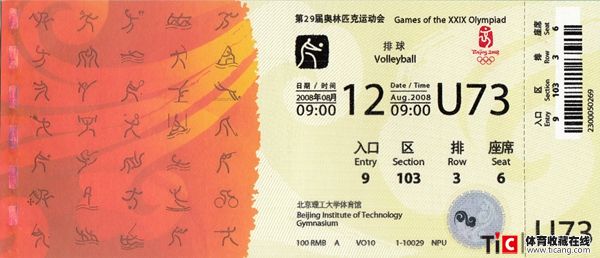 第29届奥林匹克运动会 Games of the XXIX Olympiad
排球
Volleyball
Beijing 2008
日期 / 时间 Date / Time
2008年08月 12 Aug.2008 U73
09:00 09:00
入口 区 排 座席
Entry Section Row Seat
9 103 3 6
北京理工大学体育馆
Beijing Institute of Technology
Gymnasium
100 RMB A VO10 1-10029 NPU
座席 Seat 6
排 Row 3
区 Section 103
入口 Entry 9
2300050269
U73
TiC 体育收藏在线
www.ticang.com